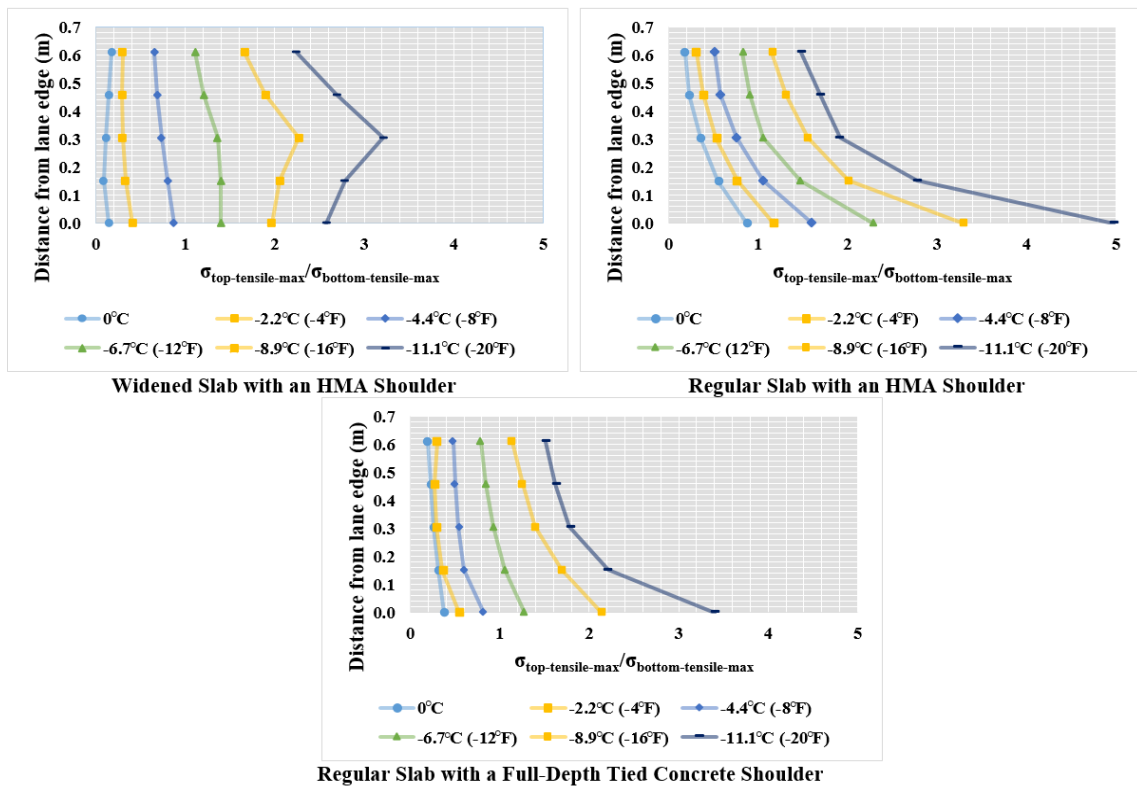 Distance from lane edge (m)
0.7
0.6
0.5
0.4
0.3
0.2
0.1
0.0
0 1 2 3 4 5
σtop-tensile-max/σbottom-tensile-max
0°C -2.2°C (-4°F) -4.4°C (-8°F)
-6.7°C (-12°F) -8.9°C (-16°F) -11.1°C (-20°F)
Widened Slab with an HMA Shoulder
Distance from lane edge (m)
0.7
0.6
0.5
0.4
0.3
0.2
0.1
0.0
0 1 2 3 4 5
σtop-tensile-max/σbottom-tensile-max
0°C -2.2°C (-4°F) -4.4°C (-8°F)
-6.7°C (12°F) -8.9°C (-16°F) -11.1°C (-20°F)
Regular Slab with an HMA Shoulder
Distance from lane edge (m)
0.7
0.6
0.5
0.4
0.3
0.2
0.1
0.0
0 1 2 3 4 5
σtop-tensile-max/σbottom-tensile-max
0°C -2.2°C (-4°F) -4.4°C (-8°F)
-6.7°C (-12°F) -8.9°C (-16°F) -11.1°C (-20°F)
Regular Slab with a Full-Depth Tied Concrete Shoulder